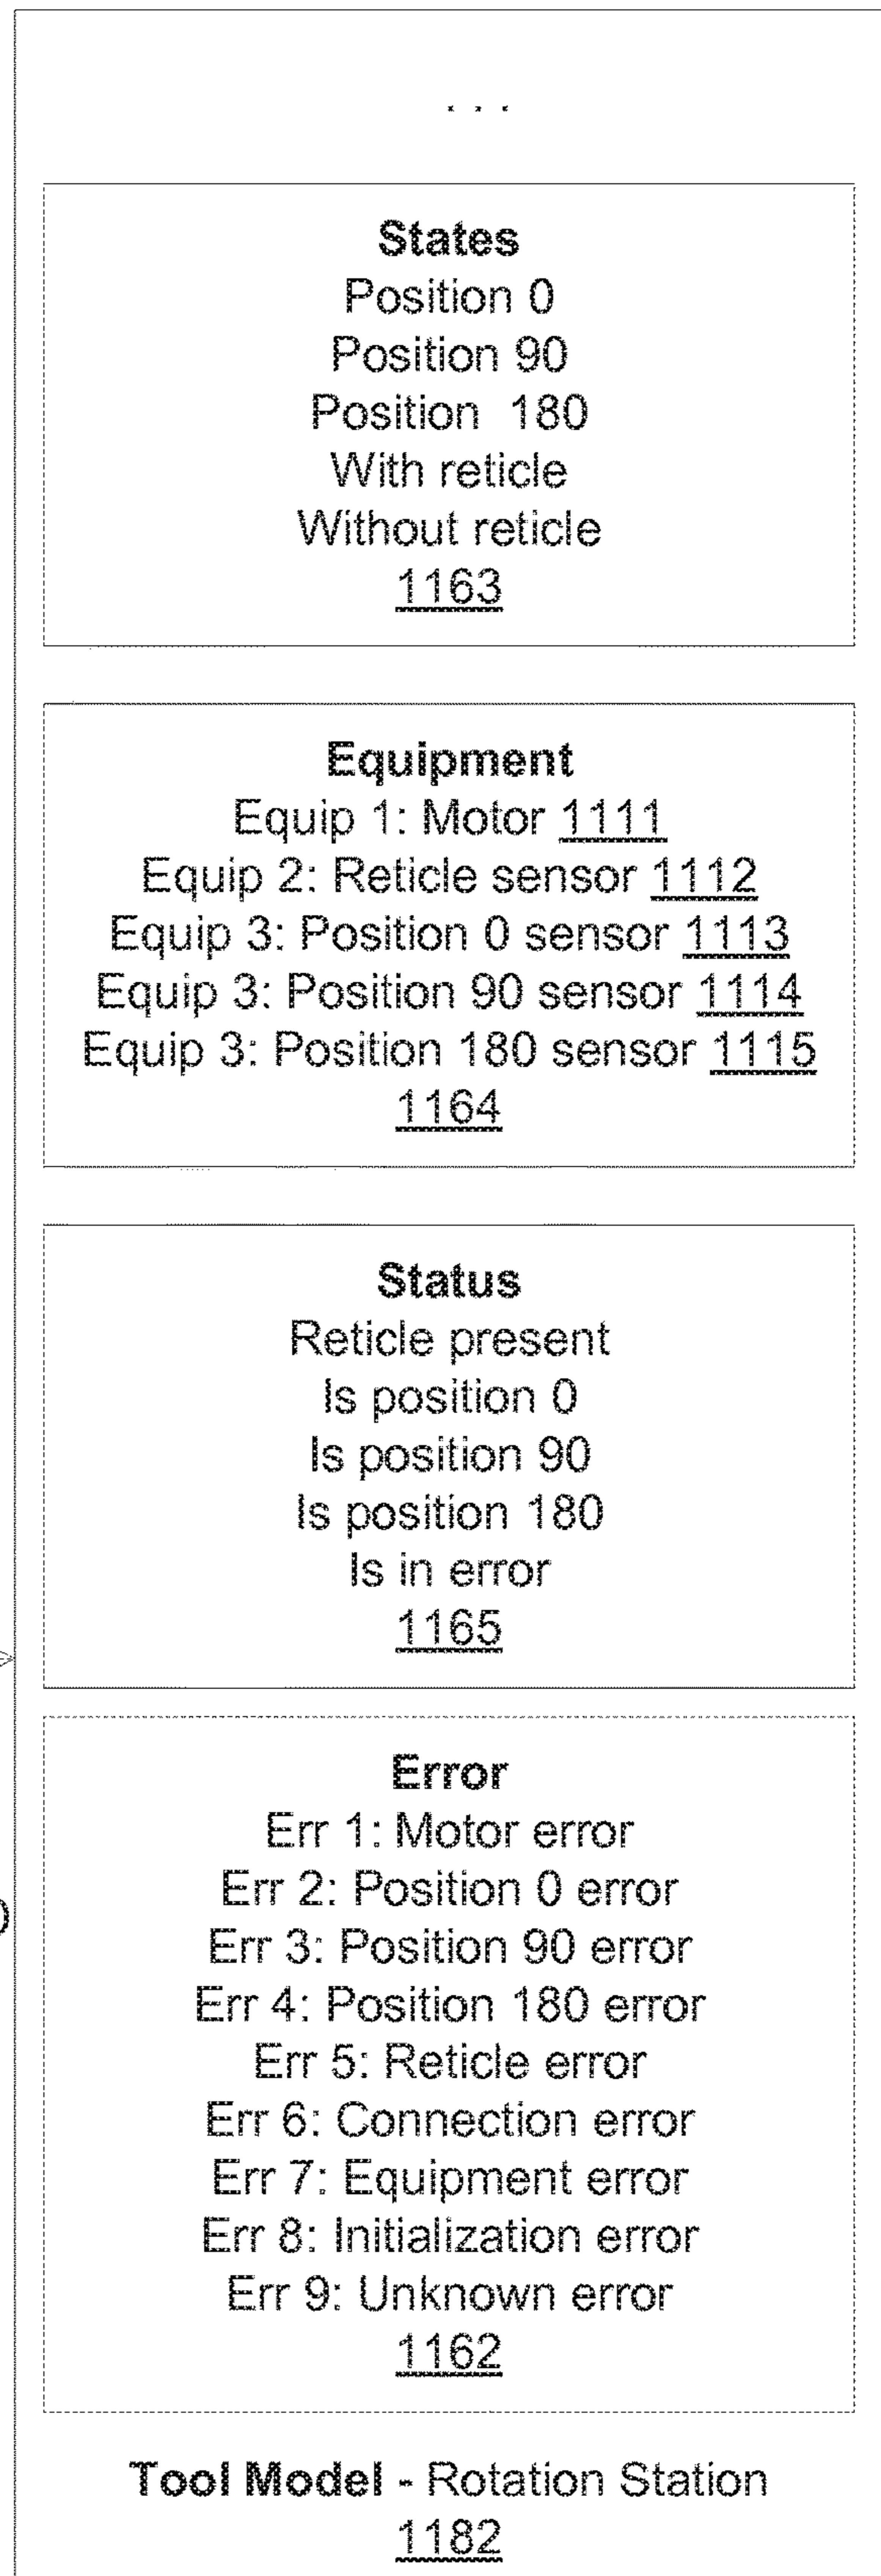 . . .
States
Position 0
Position 90
Position 180
With reticle
Without reticle
1163
Equipment
Equip 1: Motor 1111
Equip 2: Reticle sensor 1112
Equip 3: Position 0 sensor 1113
Equip 3: Position 90 sensor 1114
Equip 3: Position 180 sensor 1115
1164
Status
Reticle present
Is position 0
Is position 90
Is position 180
Is in error
1165
Error
Err 1: Motor error
Err 2: Position 0 error
Err 3: Position 90 error
Err 4: Position 180 error
Err 5: Reticle error
Err 6: Connection error
Err 7: Equipment error
Err 8: Initialization error
Err 9: Unknown error
1162
Tool Model - Rotation Station
1182